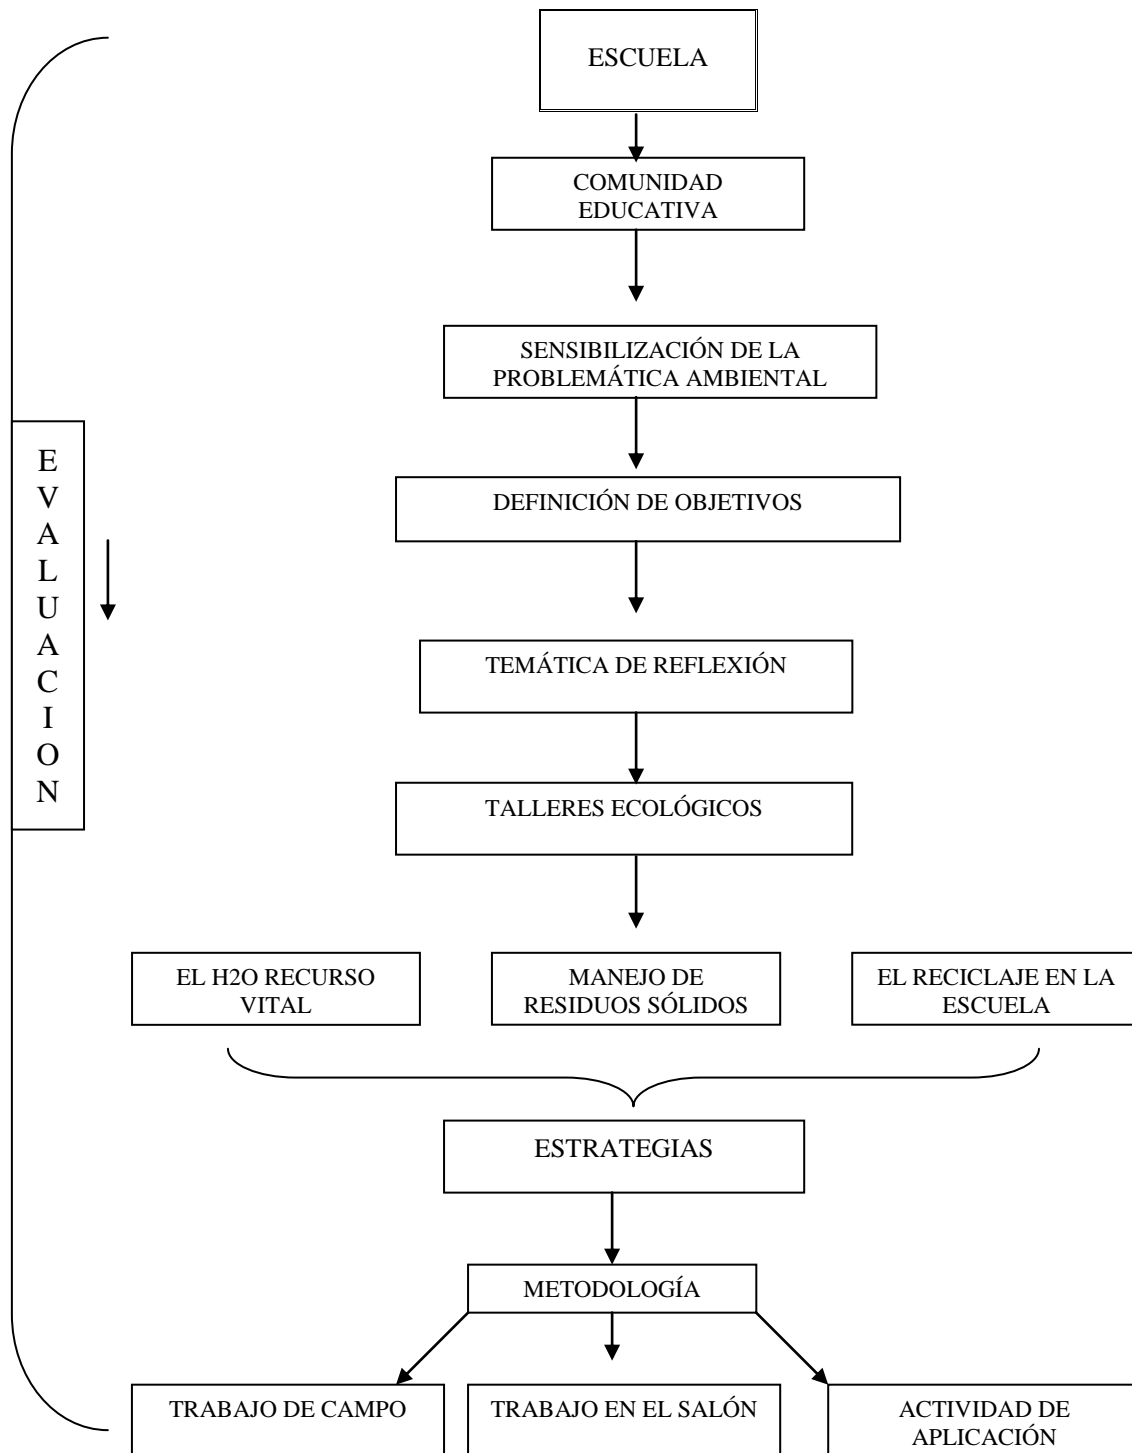 ESCUELA
COMUNIDAD
EDUCATIVA
SENSIBILIZACIÓN DE LA
PROBLEMÁTICA AMBIENTAL
DEFINICIÓN DE OBJETIVOS
E
V
A
L
U
A
C
I
O
N
TEMÁTICA DE REFLEXIÓN
TALLERES ECOLÓGICOS
EL H2O RECURSO
VITAL
MANEJO DE
RESIDUOS SÓLIDOS
EL RECICLAJE EN LA
ESCUELA
ESTRATEGIAS
METODOLOGÍA
TRABAJO DE CAMPO
TRABAJO EN EL SALÓN
ACTIVIDAD DE
APLICACIÓN